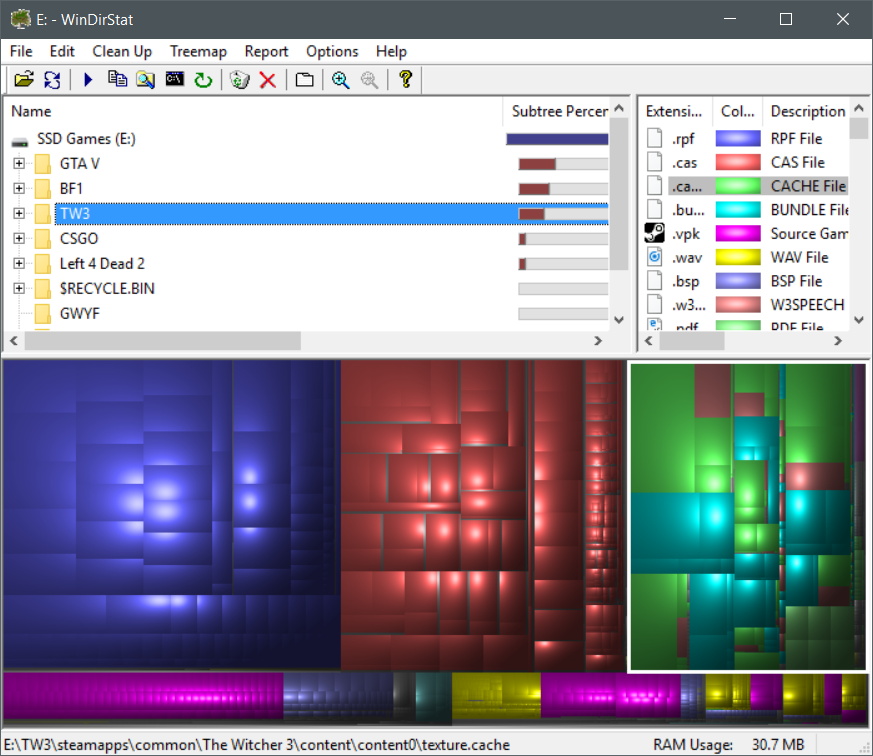 E: - WinDirStat
File Edit Clean Up Treemap Report Options Help
Name Subtree Percen
SSD Games (E:)
GTA V
BF1
TW3
CSGO
Left 4 Dead 2
$RECYCLE.BIN
GWYF
Extensi... Col... Description
.rpf RPF File
.cas CAS File
.ca... CACHE File
.bu... BUNDLE File
.vpk Source Gam
.wav WAV File
.bsp BSP File
.w3... W3SPEECH
.pdf PDF File
E:\TW3\steamapps\common\The Witcher 3\content\content0\texture.cache RAM Usage: 30.7 MB